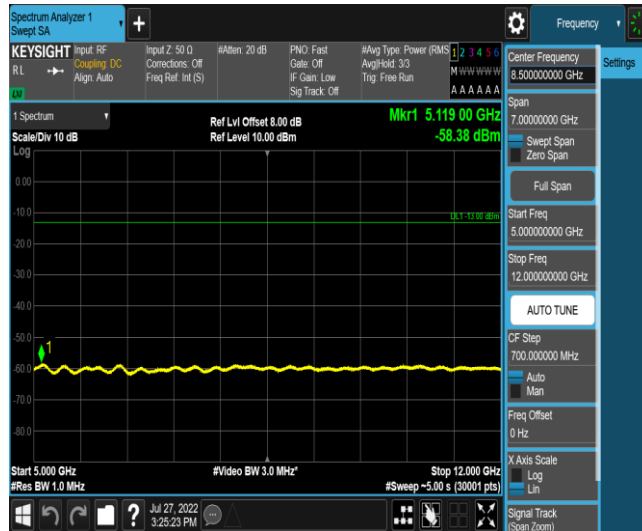 Spectrum Analyzer 1
Swept SA
Frequency
KEYSIGHT
RL
LXI
Input: RF
Coupling: DC
Align: Auto
Input Z: 50 Ω
Corrections: Off
Freq Ref: Int (S)
#Atten: 20 dB
PNO: Fast
Gate: Off
IF Gain: Low
Sig Track: Off
#Avg Type: Power (RMS
Avg|Hold: 3/3
Trig: Free Run
1 2 3 4 5 6
M W W W W W
A A A A A A
1 Spectrum
Scale/Div 10 dB
Log
Ref Lvl Offset 8.00 dB
Ref Level 10.00 dBm
Mkr1 5.119 00 GHz
-58.38 dBm
0.00
-10.0
DL1 -13.00 dBm
-20.0
-30.0
-40.0
-50.0
1
-60.0
-70.0
-80.0
Start 5.000 GHz
#Res BW 1.0 MHz
#Video BW 3.0 MHz*
Stop 12.000 GHz
#Sweep ~5.00 s (30001 pts)
Jul 27, 2022
3:25:23 PM
Center Frequency
8.50000000 GHz
Settings
Span
7.00000000 GHz
Swept Span
Zero Span
Full Span
Start Freq
5.000000000 GHz
Stop Freq
12.000000000 GHz
AUTO TUNE
CF Step
700.000000 MHz
Auto
Man
Freq Offset
0 Hz
X Axis Scale
Log
Lin
Signal Track
(Span Zoom)